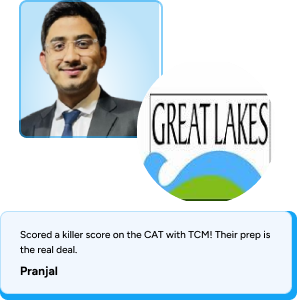 GREAT LAKES
Scored a killer score on the CAT with TCM! Their prep is
the real deal.
Pranjal